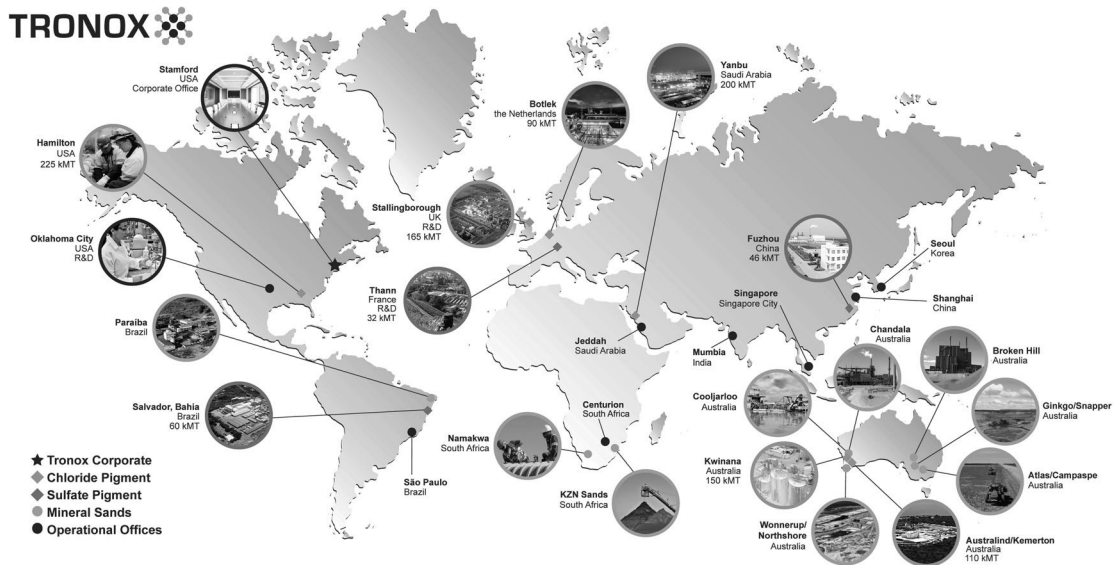 TRONOX
Stamford
USA
Corporate Office
Hamilton
USA
225 kMT
Oklahoma City
USA
R&D
Paraíba
Brazil
Salvador, Bahia
Brazil
60 kMT
São Paulo
Brazil
Botlek
the Netherlands
90 kMT
Yanbu
Saudi Arabia
200 kMT
Stallingborough
UK
R&D
165 kMT
Thann
France
R&D
32 kMT
Jeddah
Saudi Arabia
Centurion
South Africa
Namakwa
South Africa
KZN Sands
South Africa
Fuzhou
China
46 kMT
Seoul
Korea
Shanghai
China
Singapore
Singapore City
Mumbia
India
Chandala
Australia
Broken Hill
Australia
Cooljarloo
Australia
Ginkgo/Snapper
Australia
Kwinana
Australia
150 kMT
Atlas/Campaspe
Australia
Wonnerup/
Northshore
Australia
Australind/Kemerton
Australia
110 kMT
Tronox Corporate
Chloride Pigment
Sulfate Pigment
Mineral Sands
Operational Offices